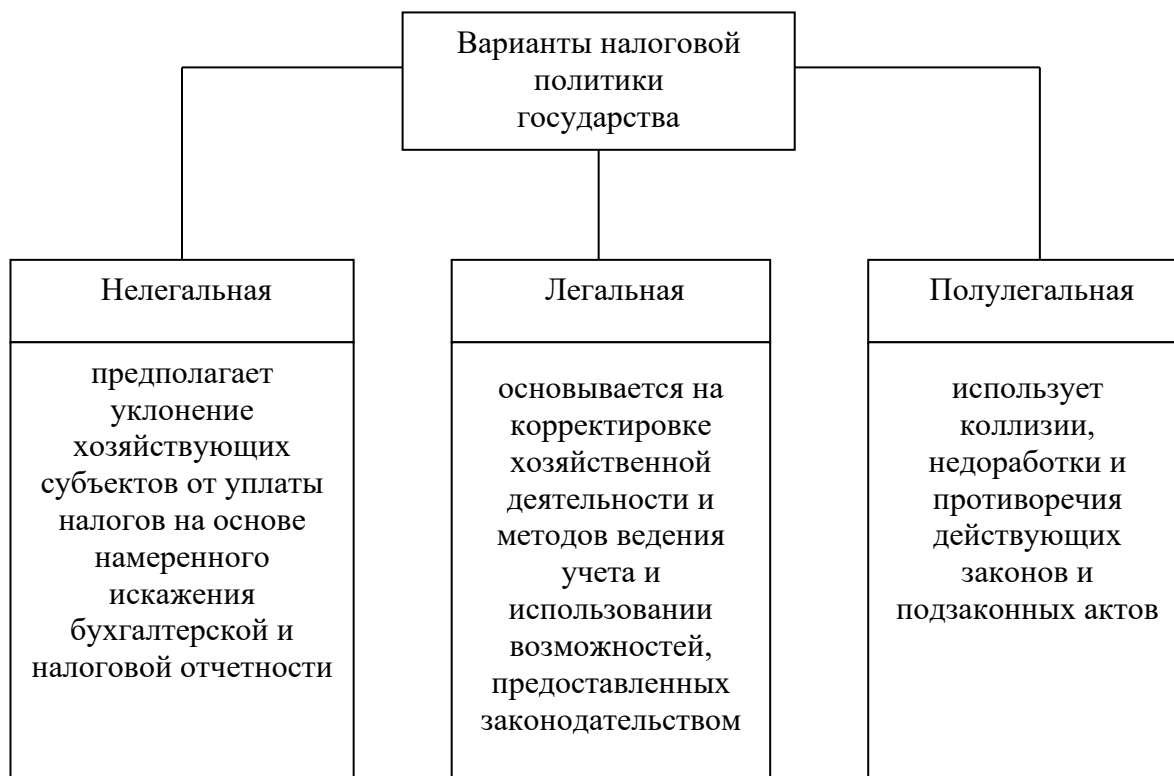 Варианты налоговой
политики
государства
Нелегальная
предполагает
уклонение
хозяйствующих
субъектов от уплаты
налогов на основе
намеренного
искажения
бухгалтерской и
налоговой отчетности
Легальная
основывается на
корректировке
хозяйственной
деятельности и
методов ведения
учета и
использовании
возможностей,
предоставленных
законодательством
Полулегальная
использует
коллизии,
недоработки и
противоречия
действующих
законов и
подзаконных актов